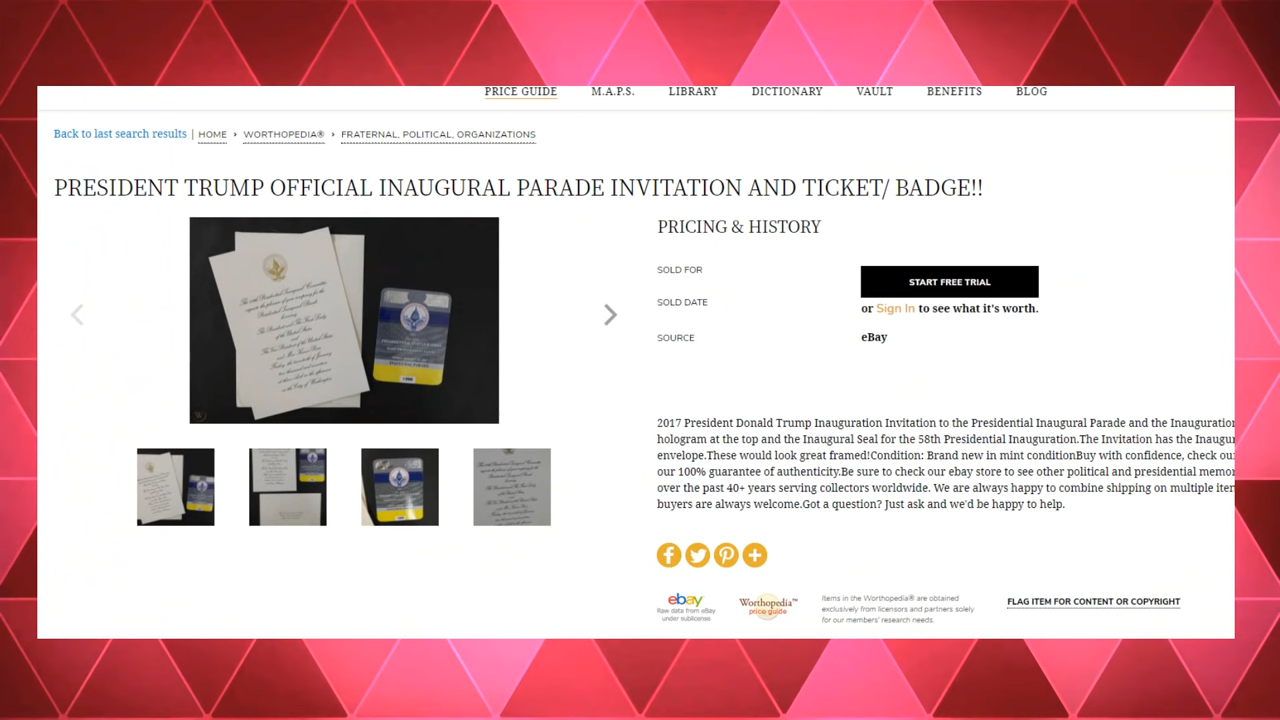 PRICE GUIDE M.A.P.S. LIBRARY DICTIONARY VAULT BENEFITS BLOG
Back to last search results | HOME › WORTHOPEDIA® › FRATERNAL, POLITICAL, ORGANIZATIONS
PRESIDENT TRUMP OFFICIAL INAUGURAL PARADE INVITATION AND TICKET/ BADGE!!
PRICING & HISTORY
SOLD FOR
START FREE TRIAL
SOLD DATE
or Sign In to see what it's worth.
SOURCE
eBay
2017 President Donald Trump Inauguration Invitation to the Presidential Inaugural Parade and the Inauguration
hologram at the top and the Inaugural Seal for the 58th Presidential Inauguration.The Invitation has the Inaugur
envelope.These would look great framed!Condition: Brand new in mint conditionBuy with confidence, check our
our 100% guarantee of authenticity.Be sure to check our ebay store to see other political and presidential memor
over the past 40+ years serving collectors worldwide. We are always happy to combine shipping on multiple iten
buyers are always welcome.Got a question? Just ask and we'd be happy to help.
ebay
Raw data from eBay
under sublicense
Worthopedia™
price guide
Items in the Worthopedia® are obtained
exclusively from licensors and partners solely
for our members' research needs.
FLAG ITEM FOR CONTENT OR COPYRIGHT